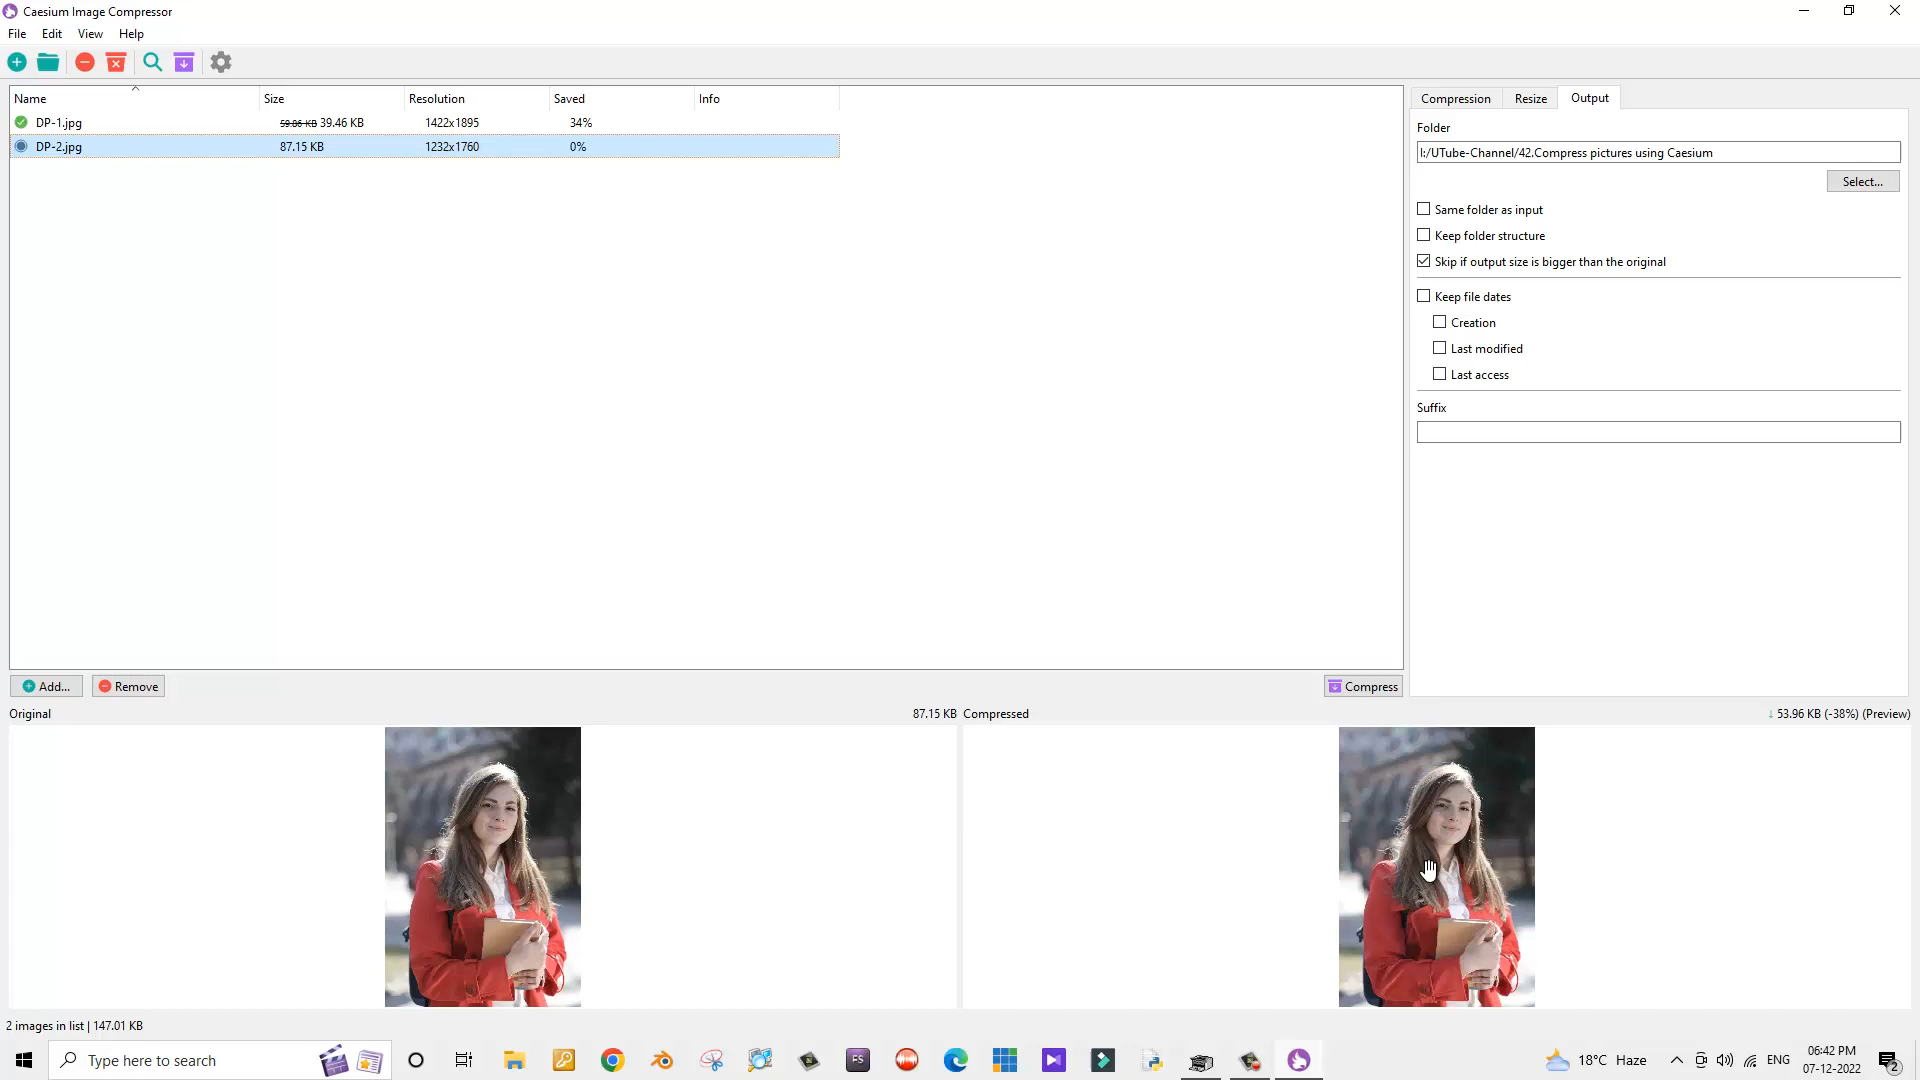 Caesium Image Compressor
File Edit View Help
Name Size Resolution Saved Info
DP-1.jpg 59.86 KB 39.46 KB 1422x1895 34%
DP-2.jpg 87.15 KB 1232x1760 0%
Compression Resize Output
Folder
I:/UTube-Channel/42.Compress pictures using Caesium
Select...
Same folder as input
Keep folder structure
Skip if output size is bigger than the original
Keep file dates
Creation
Last modified
Last access
Suffix
Add... Remove Compress
Original 87.15 KB Compressed ↓ 53.96 KB (-38%) (Preview)
2 images in list | 147.01 KB
Type here to search
FS
18°C Haze
ENG
06:42 PM
07-12-2022
2